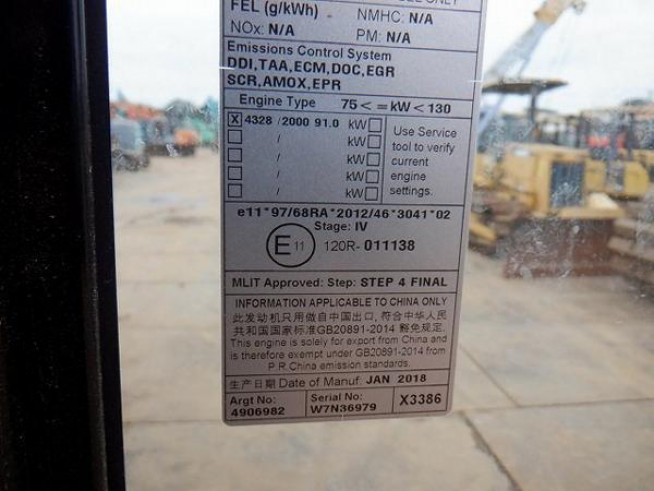 USE ONLY
FEL (g/kWh) NMHC: N/A
NOx: N/A PM: N/A
Emissions Control System
DDI,TAA,ECM,DOC,EGR
SCR,AMOX,EPR
Engine Type 75 < = kW < 130
X 4328 / 2000 91.0 kW
/ kW
/ kW
/ kW
/ kW
Use Service
tool to verify
current
engine
settings.
e11*97/68RA*2012/46*3041*02
Stage: IV
E11 120R- 011138
MLIT Approved: Step: STEP 4 FINAL
INFORMATION APPLICABLE TO CHINA ONLY
此发动机只用做自中国出口, 符合中华人民
共和国国家标准GB20891-2014 豁免规定.
This engine is solely for export from China and
is therefore exempt under GB20891-2014 from
P.R.China emission standards.
生产日期 Date of Manuf: JAN 2018
Argt No:
4906982
Serial No:
W7N36979
X3386